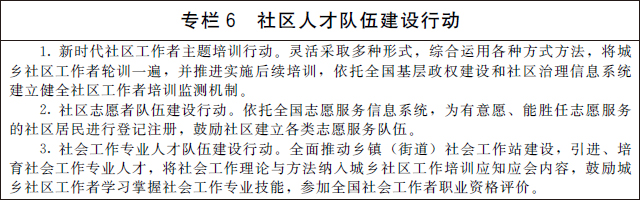 专栏 6　社区人才队伍建设行动
1. 新时代社区工作者主题培训行动。灵活采取多种形式，综合运用各种方式方法，将城
乡社区工作者轮训一遍，并推进实施后续培训，依托全国基层政权建设和社区治理信息系统
建立健全社区工作者培训监测机制。
2. 社区志愿者队伍建设行动。依托全国志愿服务信息系统，为有意愿、能胜任志愿服务
的社区居民进行登记注册，鼓励社区建立各类志愿服务队伍。
3. 社会工作专业人才队伍建设行动。全面推动乡镇（街道）社会工作站建设，引进、培
育社会工作专业人才，将社会工作理论与方法纳入城乡社区工作培训应知应会内容，鼓励城
乡社区工作者学习掌握社会工作专业技能，参加全国社会工作者职业资格评价。